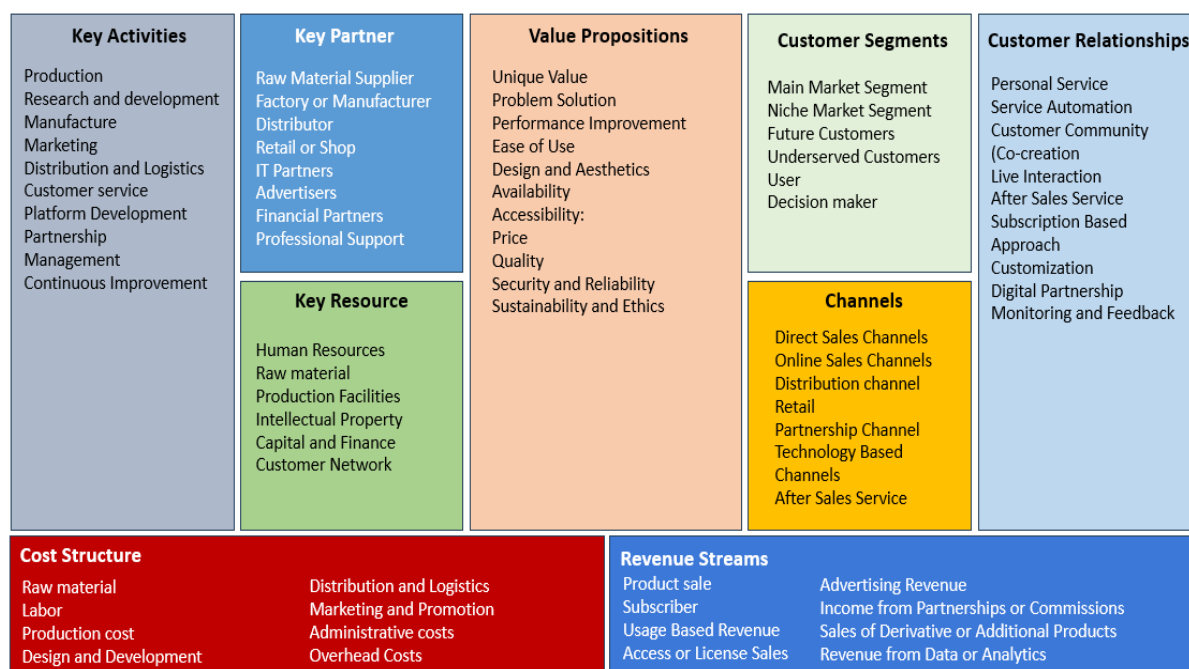 Key Activities
Production
Research and development
Manufacture
Marketing
Distribution and Logistics
Customer service
Platform Development
Partnership
Management
Continuous Improvement
Key Partner
Raw Material Supplier
Factory or Manufacturer
Distributor
Retail or Shop
IT Partners
Advertisers
Financial Partners
Professional Support
Key Resource
Human Resources
Raw material
Production Facilities
Intellectual Property
Capital and Finance
Customer Network
Value Propositions
Unique Value
Problem Solution
Performance Improvement
Ease of Use
Design and Aesthetics
Availability
Accessibility:
Price
Quality
Security and Reliability
Sustainability and Ethics
Customer Segments
Main Market Segment
Niche Market Segment
Future Customers
Underserved Customers
User
Decision maker
Channels
Direct Sales Channels
Online Sales Channels
Distribution channel
Retail
Partnership Channel
Technology Based
Channels
After Sales Service
Customer Relationships
Personal Service
Service Automation
Customer Community
(Co-creation
Live Interaction
After Sales Service
Subscription Based
Approach
Customization
Digital Partnership
Monitoring and Feedback
Cost Structure
Raw material
Labor
Production cost
Design and Development
Distribution and Logistics
Marketing and Promotion
Administrative costs
Overhead Costs
Revenue Streams
Product sale
Subscriber
Usage Based Revenue
Access or License Sales
Advertising Revenue
Income from Partnerships or Commissions
Sales of Derivative or Additional Products
Revenue from Data or Analytics